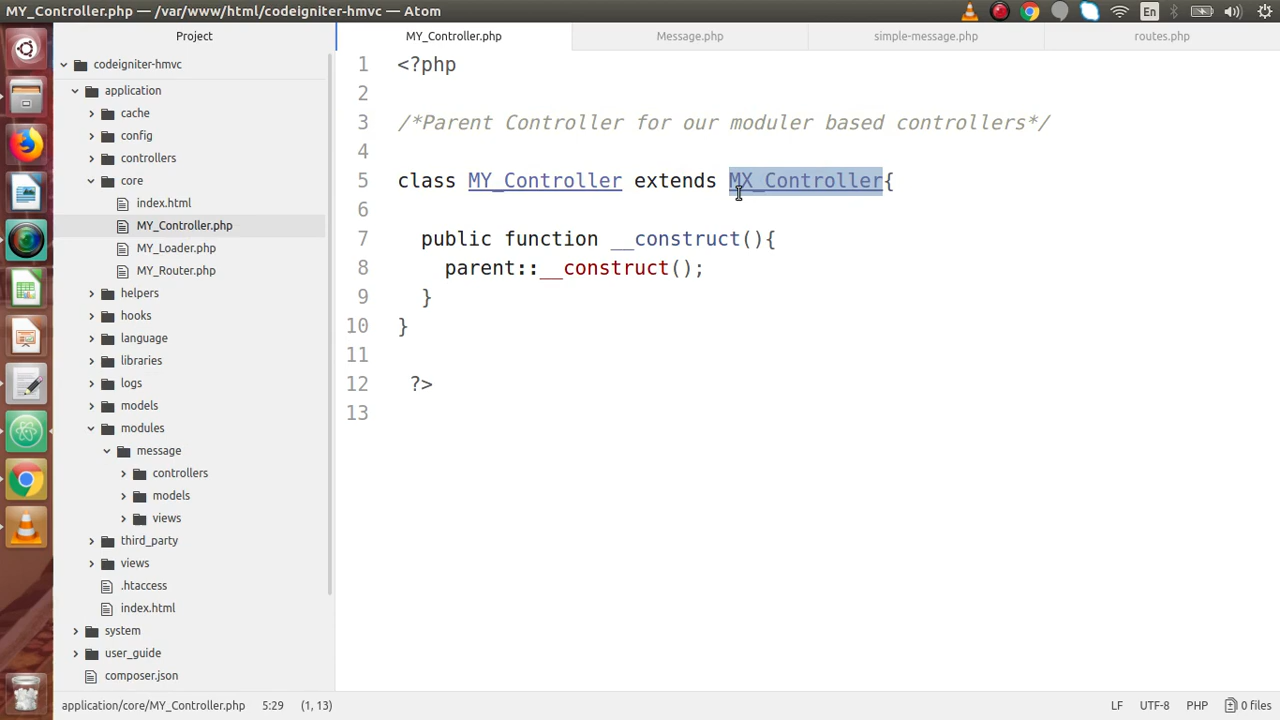 MY_Controller.php — /var/www/html/codeigniter-hmvc — Atom
En
Project
codeigniter-hmvc
application
cache
config
controllers
core
index.html
MY_Controller.php
MY_Loader.php
MY_Router.php
helpers
hooks
language
libraries
logs
models
modules
message
controllers
models
views
third_party
views
.htaccess
index.html
system
user_guide
composer.json
MY_Controller.php
Message.php
simple-message.php
routes.php
1 <?php
2
3 /*Parent Controller for our moduler based controllers*/
4
5 class MY_Controller extends MX_Controller{
6
7 public function __construct(){
8 parent::__construct();
9 }
10 }
11
12 ?>
13
application/core/MY_Controller.php 5:29 (1, 13)
LF UTF-8 PHP 0 files